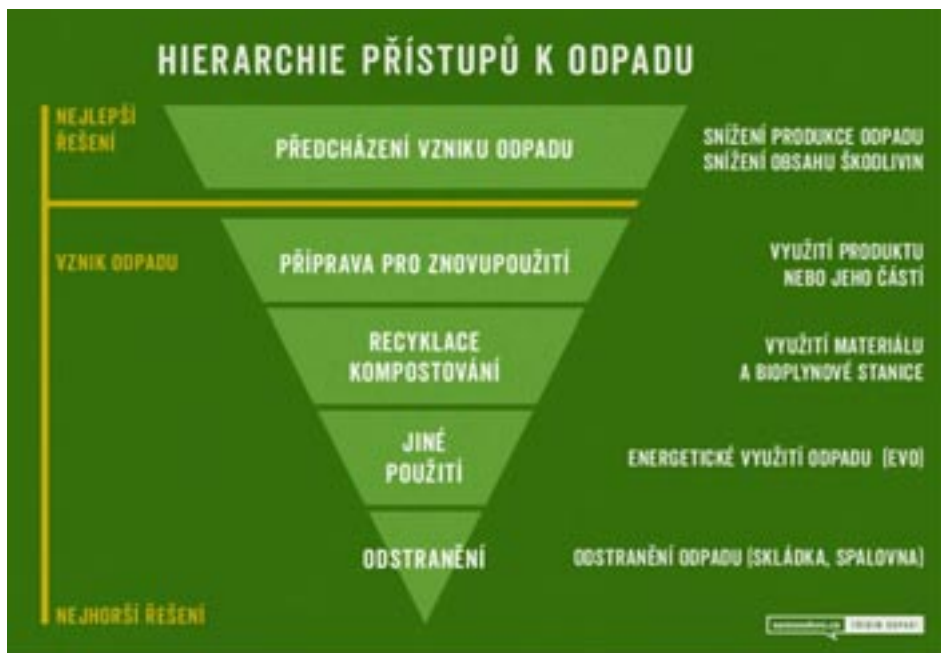 HIERARCHIE PŘÍSTUPŮ K ODPADU
NEJLEPŠÍ
ŘEŠENÍ
PŘEDCHÁZENÍ VZNIKU ODPADU
SNÍŽENÍ PRODUKCE ODPADU
SNÍŽENÍ OBSAHU ŠKODLIVIN
VZNIK ODPADU
PŘÍPRAVA PRO ZNOVUPOUŽITÍ
VYUŽITÍ PRODUKTU
NEBO JEHO ČÁSTÍ
RECYKLACE
KOMPOSTOVÁNÍ
VYUŽITÍ MATERIÁLU
A BIOPLYNOVÉ STANICE
JINÉ
POUŽITÍ
ENERGETICKÉ VYUŽITÍ ODPADU (EVO)
ODSTRANĚNÍ
ODSTRANĚNÍ ODPADU (SKLÁDKA, SPALOVNA)
NEJHORŠÍ ŘEŠENÍ